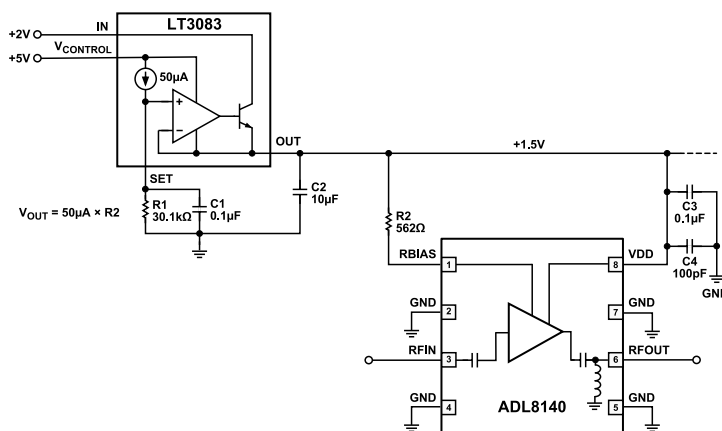 LT3083
IN
+2V
VCONTROL
+5V
50µA
+
−
OUT
+1.5V
SET
R1
30.1kΩ
C1
0.1µF
C2
10µF
VOUT = 50µA × R2
R2
562Ω
C3
0.1µF
C4
100pF
GND
RBIAS
1
8
VDD
GND
2
7
GND
RFIN
3
6
RFOUT
GND
4
5
GND
ADL8140